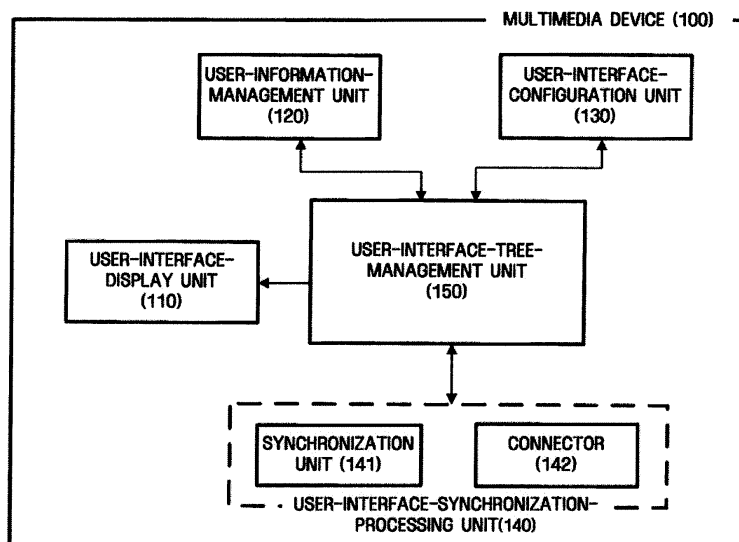 MULTIMEDIA DEVICE (100)
USER-INFORMATION-
MANAGEMENT UNIT
(120)
USER-INTERFACE-
CONFIGURATION UNIT
(130)
USER-INTERFACE-TREE-
MANAGEMENT UNIT
(150)
USER-INTERFACE-
DISPLAY UNIT
(110)
SYNCHRONIZATION
UNIT (141)
CONNECTOR
(142)
USER-INTERFACE-SYNCHRONIZATION-
PROCESSING UNIT(140)